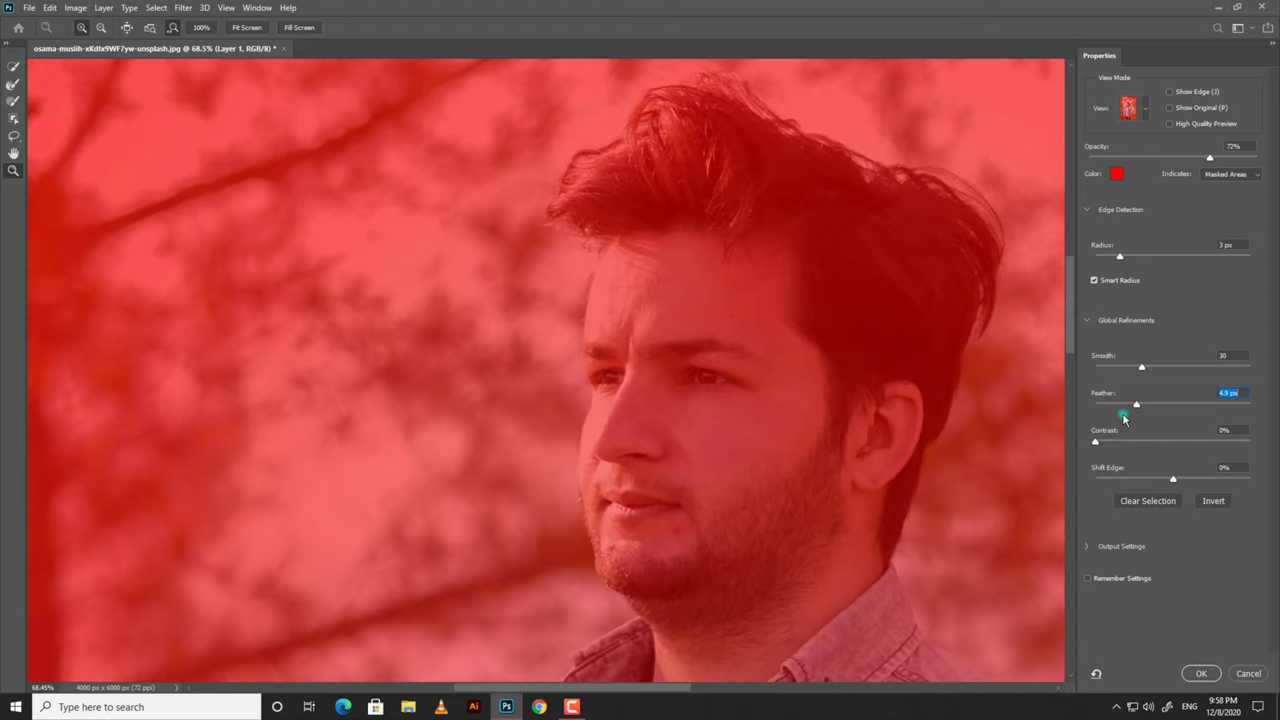 Ps File Edit Image Layer Type Select Filter 3D View Window Help
100% Fit Screen Fill Screen
osama-muslih-xKdIx9WF7yw-unsplash.jpg @ 68.5% (Layer 1, RGB/8) *
Properties
View Mode
Show Edge (J)
View: Show Original (P)
High Quality Preview
Opacity: 72%
Color: Indicates: Masked Areas
Edge Detection
Radius: 3 px
Smart Radius
Global Refinements
Smooth: 30
Feather: 4.9 px
Contrast: 0%
Shift Edge: 0%
Clear Selection Invert
Output Settings
Remember Settings
OK Cancel
68.45% 4000 px x 6000 px (72 ppi)
Type here to search Ai Ps ENG 9:58 PM
12/8/2020